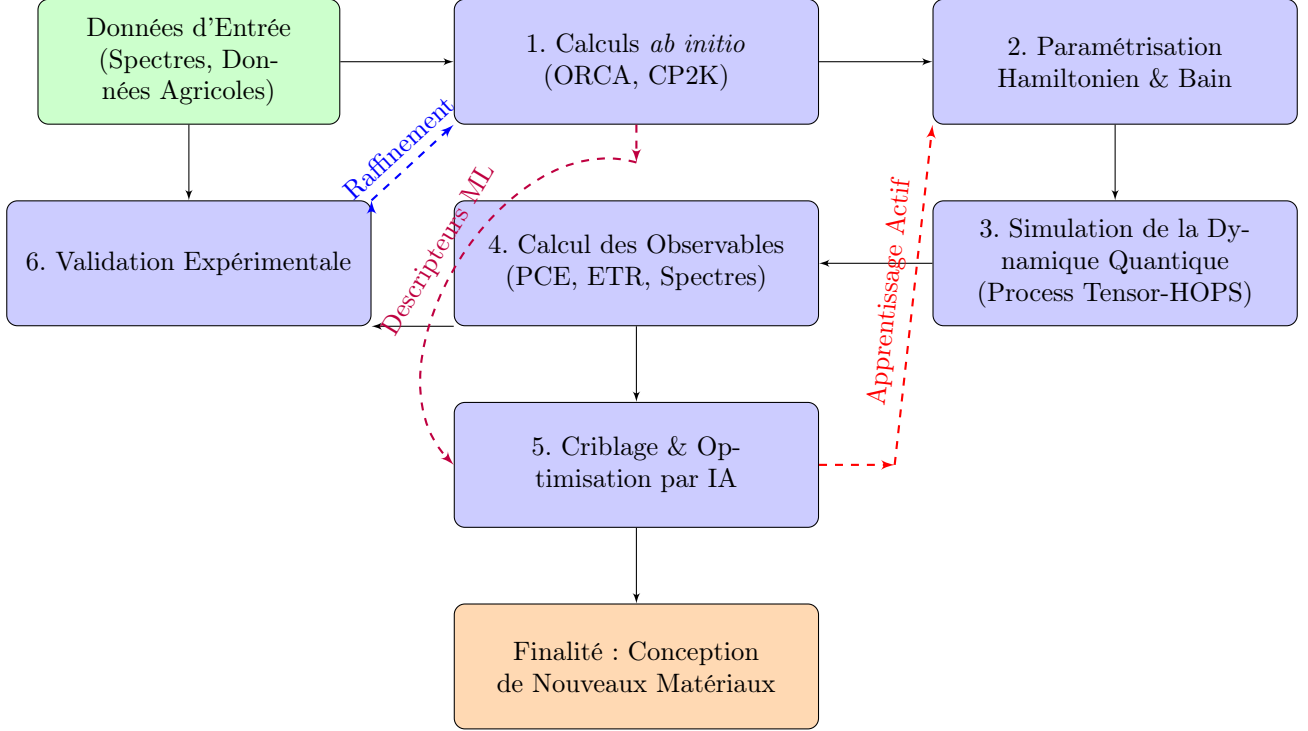 Données d'Entrée
(Spectres, Don-
nées Agricoles)
1. Calculs ab initio
(ORCA, CP2K)
2. Paramétrisation
Hamiltonien & Bain
Raffinement
Descripteurs ML
Apprentissage Actif
6. Validation Expérimentale
4. Calcul des Observables
(PCE, ETR, Spectres)
3. Simulation de la Dy-
namique Quantique
(Process Tensor-HOPS)
5. Criblage & Op-
timisation par IA
Finalité : Conception
de Nouveaux Matériaux